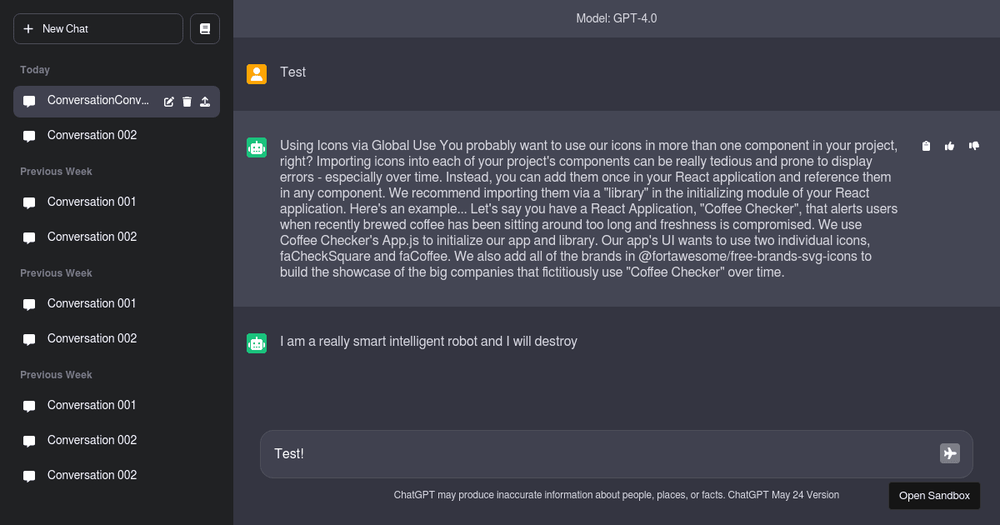 New Chat
Today
ConversationConv...
Conversation 002
Previous Week
Conversation 001
Conversation 002
Previous Week
Conversation 001
Conversation 002
Previous Week
Conversation 001
Conversation 002
Conversation 002
Model: GPT-4.0
Test
Using Icons via Global Use You probably want to use our icons in more than one component in your project,
right? Importing icons into each of your project's components can be really tedious and prone to display
errors - especially over time. Instead, you can add them once in your React application and reference them
in any component. We recommend importing them via a "library" in the initializing module of your React
application. Here's an example... Let's say you have a React Application, "Coffee Checker", that alerts users
when recently brewed coffee has been sitting around too long and freshness is compromised. We use
Coffee Checker's App.js to initialize our app and library. Our app's UI wants to use two individual icons,
faCheckSquare and faCoffee. We also add all of the brands in @fortawesome/free-brands-svg-icons to
build the showcase of the big companies that fictitiously use "Coffee Checker" over time.
I am a really smart intelligent robot and I will destroy
Test!
ChatGPT may produce inaccurate information about people, places, or facts. ChatGPT May 24 Version
Open Sandbox